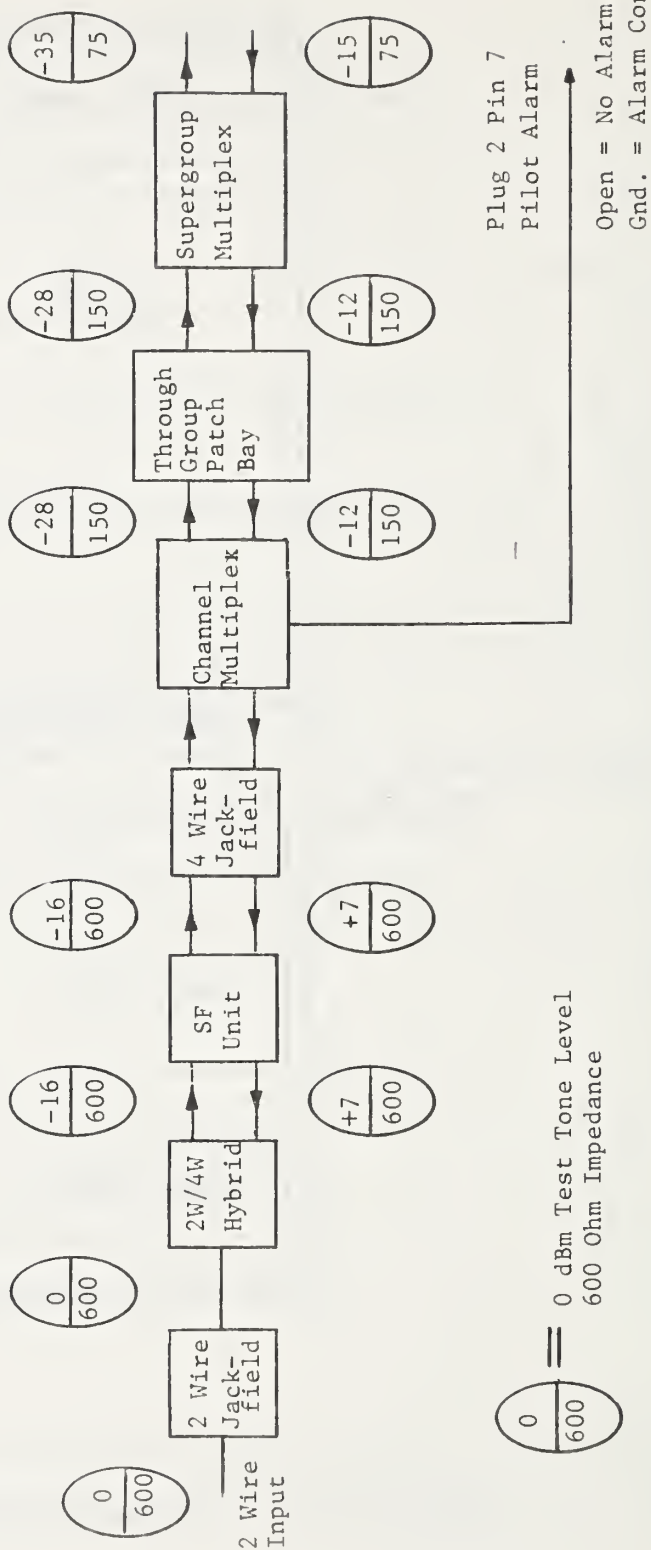 0
600
0
600
-16
600
-16
600
-28
150
-28
150
-35
75
2 Wire
Input
2 Wire
Jack-
field
2W/4W
Hybrid
SF
Unit
4 Wire
Jack-
field
Channel
Multiplex
Through
Group
Patch
Bay
Supergroup
Multiplex
+7
600
+7
600
-12
150
-12
150
-15
75
Plug 2 Pin 7
Pilot Alarm
Open = No Alarm
Gnd. = Alarm
0
600
= 0 dBm Test Tone Level
600 Ohm Impedance